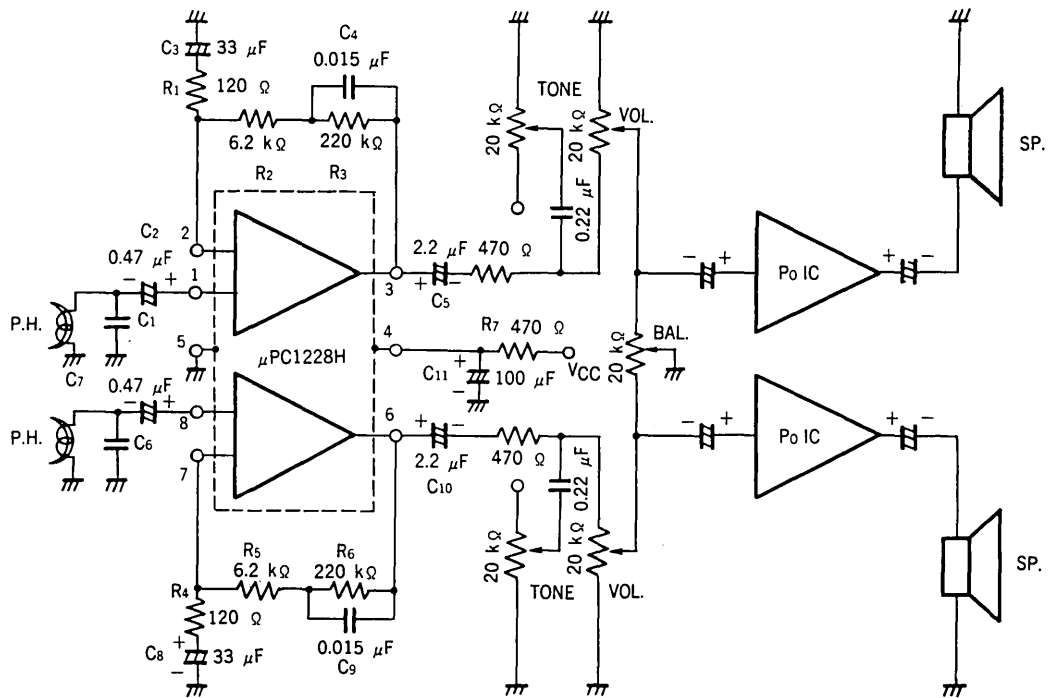 C3 33 μF
C4
0.015 μF
R1 120 Ω
6.2 kΩ
220 kΩ
R2
R3
TONE
VOL.
20 kΩ
20 kΩ
0.22 μF
SP.
C2
0.47 μF
2
- +
1
P.H.
C1
2.2 μF 470 Ω
3
+ -
C5
- +
Po IC
+ -
5
μPC1228H
4
R7 470 Ω
VCC
C11
+
-
100 μF
20 kΩ
BAL.
C7
0.47 μF
- +
8
P.H.
C6
7
6
+ -
2.2 μF
C10
470 Ω
0.22 μF
- +
Po IC
+ -
R5
6.2 kΩ
R6
220 kΩ
20 kΩ
TONE
20 kΩ
VOL.
SP.
R4
120 Ω
0.015 μF
C9
C8
+
-
33 μF